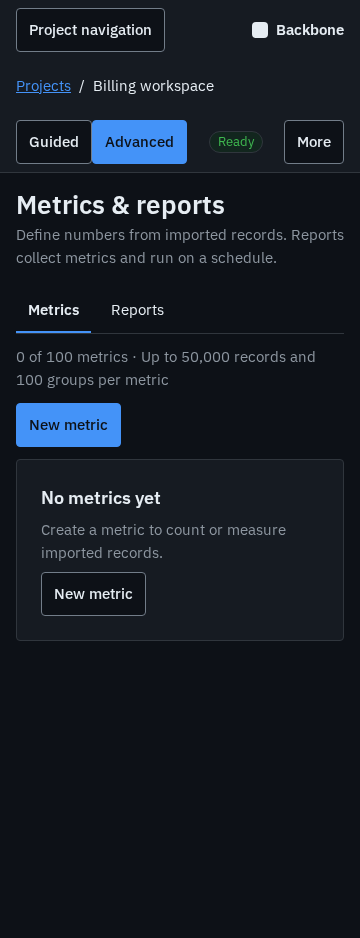 Project navigation
Backbone
Projects / Billing workspace
Guided
Advanced
Ready
More
Metrics & reports
Define numbers from imported records. Reports
collect metrics and run on a schedule.
Metrics
Reports
0 of 100 metrics · Up to 50,000 records and
100 groups per metric
New metric
No metrics yet
Create a metric to count or measure
imported records.
New metric